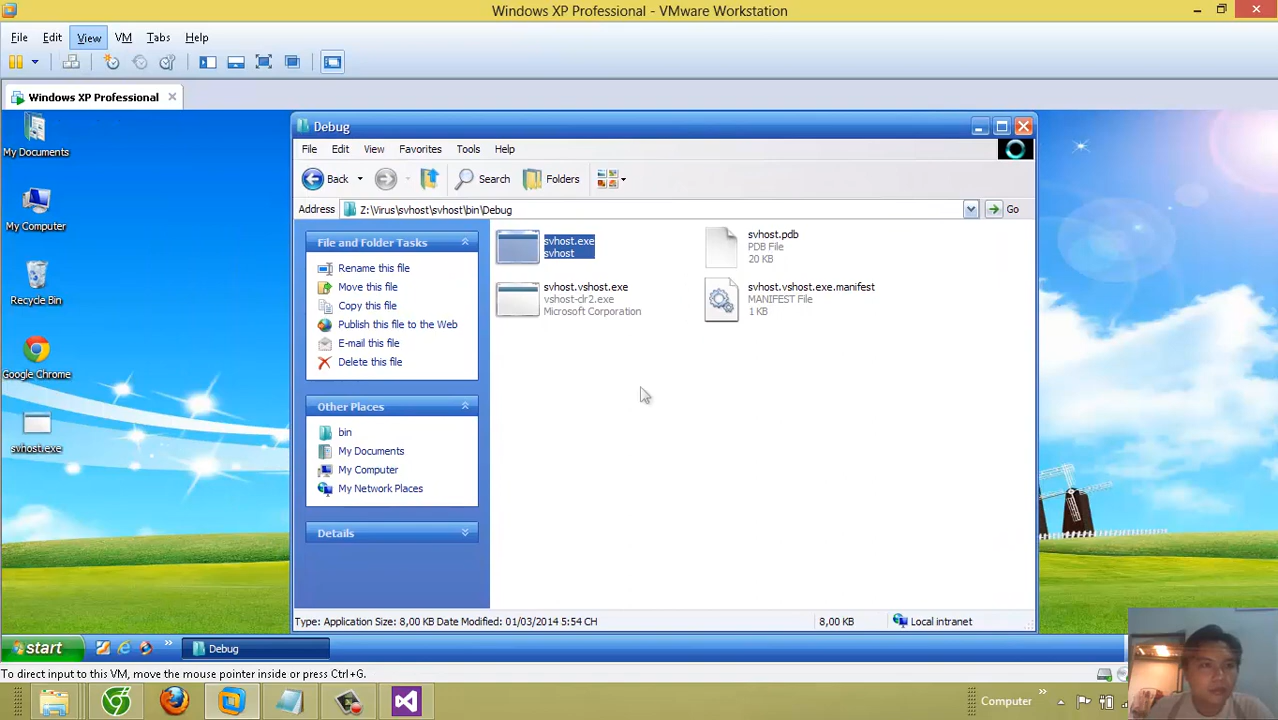 Windows XP Professional - VMware Workstation
File Edit View VM Tabs Help
Windows XP Professional
My Documents
My Computer
Recycle Bin
Google Chrome
svhost.exe
Debug
File Edit View Favorites Tools Help
Back Search Folders
Address Z:\Virus\svhost\svhost\bin\Debug Go
File and Folder Tasks
Rename this file
Move this file
Copy this file
Publish this file to the Web
E-mail this file
Delete this file
Other Places
bin
My Documents
My Computer
My Network Places
Details
svhost.exe
svhost
svhost.pdb
PDB File
20 KB
svhost.vshost.exe
vshost-clr2.exe
Microsoft Corporation
svhost.vshost.exe.manifest
MANIFEST File
1 KB
Type: Application Size: 8,00 KB Date Modified: 01/03/2014 5:54 CH 8,00 KB Local intranet
start Debug
To direct input to this VM, move the mouse pointer inside or press Ctrl+G.
Computer